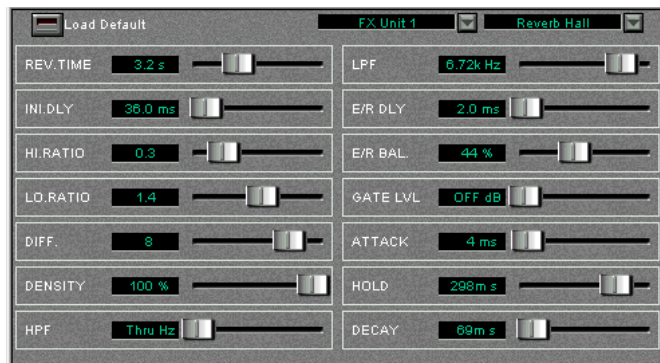 Load Default FX Unit 1 Reverb Hall
REV.TIME 3.2 s LPF 6.72k Hz
INI.DLY 36.0 ms E/R DLY 2.0 ms
HI.RATIO 0.3 E/R BAL. 44 %
LO.RATIO 1.4 GATE LVL OFF dB
DIFF. 8 ATTACK 4 ms
DENSITY 100 % HOLD 298m s
HPF Thru Hz DECAY 69m s